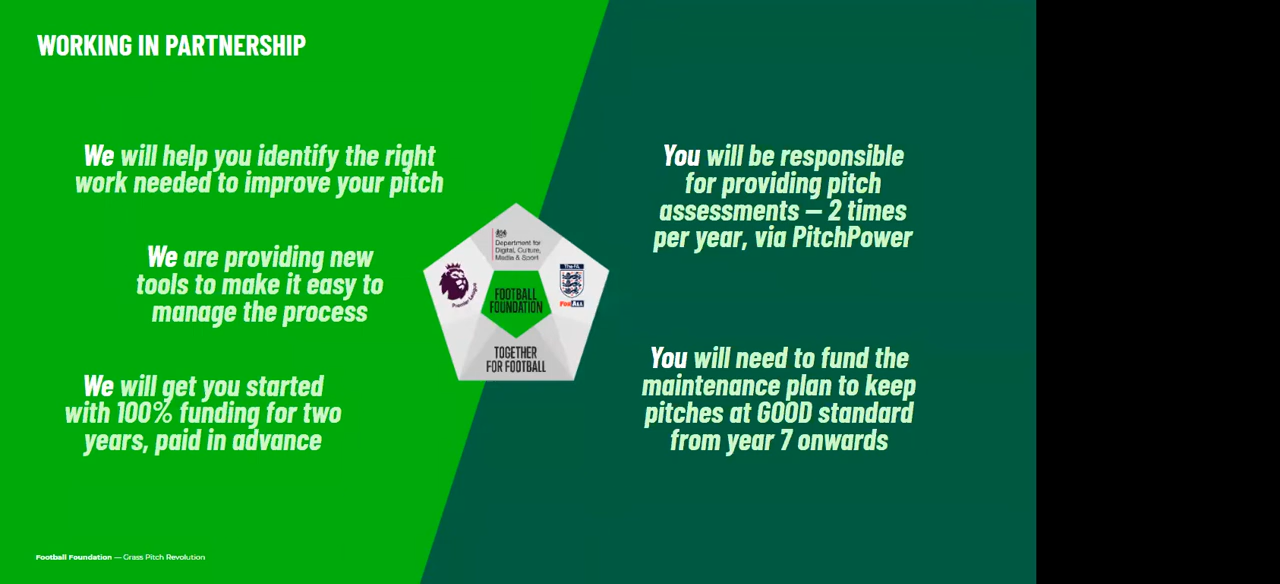 WORKING IN PARTNERSHIP
We will help you identify the right
work needed to improve your pitch
We are providing new
tools to make it easy to
manage the process
We will get you started
with 100% funding for two
years, paid in advance
Department for
Digital, Culture,
Media & Sport
Premier League
The FA
For ALL
FOOTBALL
FOUNDATION
TOGETHER
FOR FOOTBALL
You will be responsible
for providing pitch
assessments — 2 times
per year, via PitchPower
You will need to fund the
maintenance plan to keep
pitches at GOOD standard
from year 7 onwards
Football Foundation — Grass Pitch Revolution